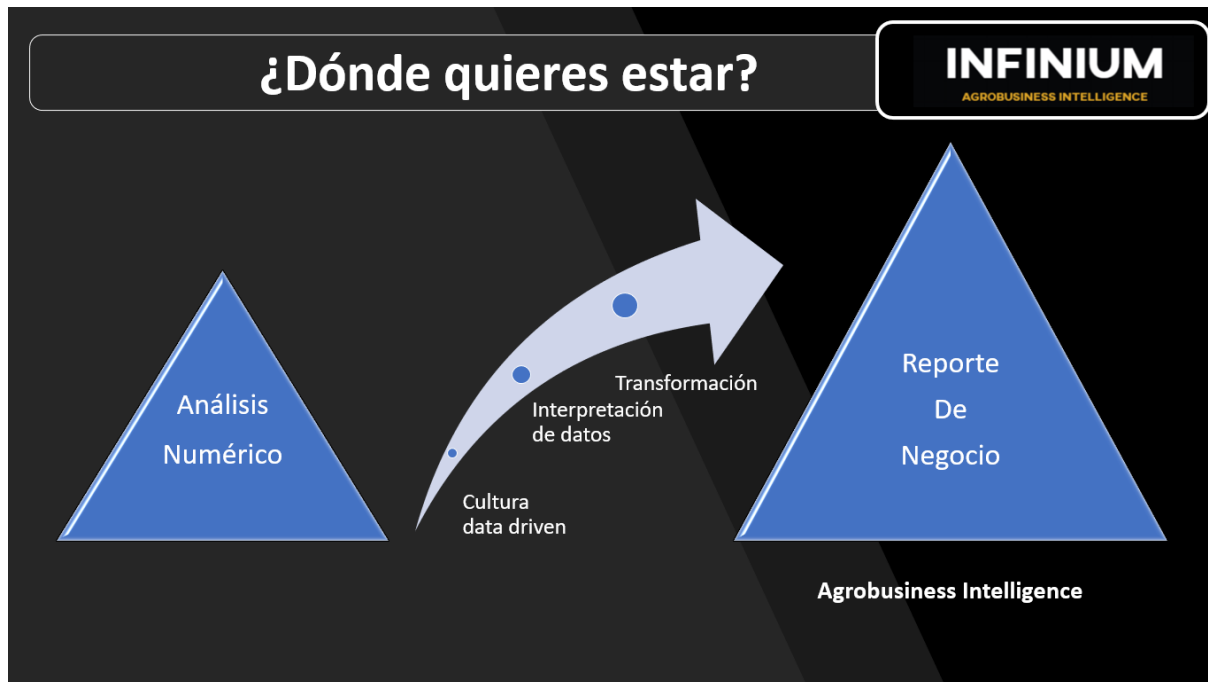 ¿Dónde quieres estar?
INFINIUM
AGROBUSINESS INTELLIGENCE
Análisis
Numérico
Cultura
data driven
Interpretación
de datos
Transformación
Reporte
De
Negocio
Agrobusiness Intelligence